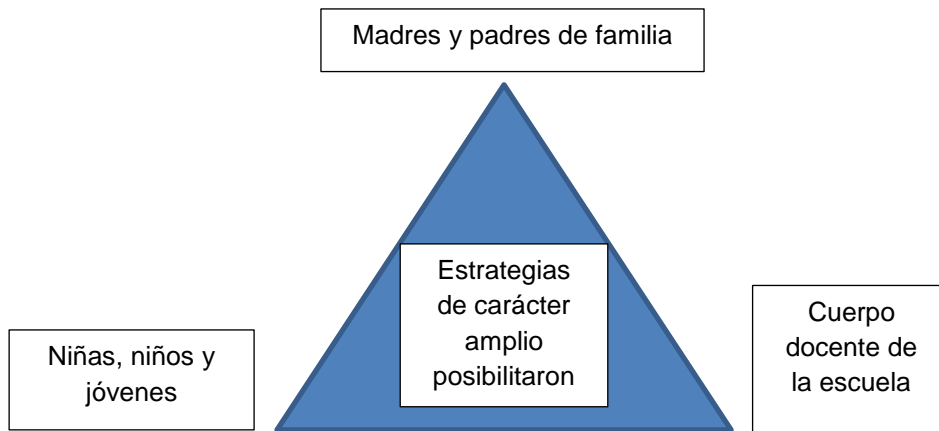 Madres y padres de familia
Estrategias
de carácter
amplio
posibilitaron
Niñas, niños y
jóvenes
Cuerpo
docente de
la escuela